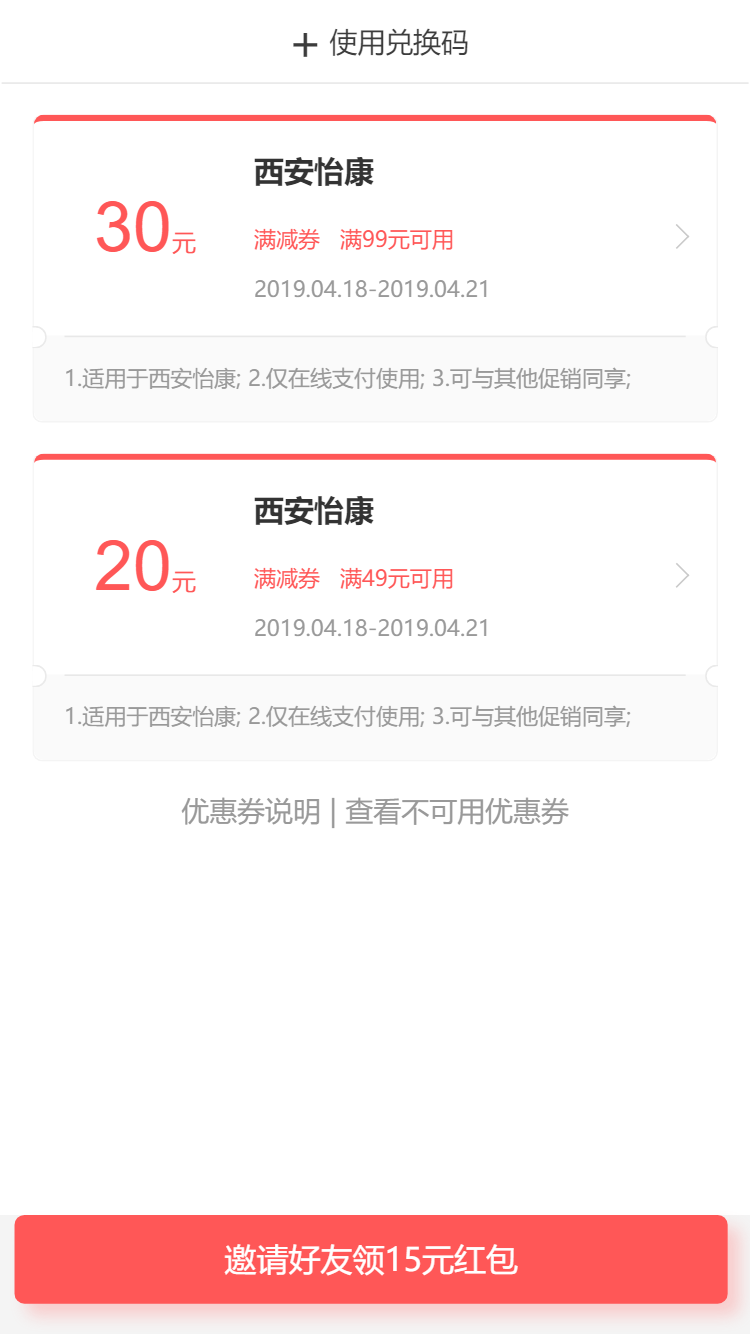 + 使用兑换码
西安怡康
30元
满减券 满99元可用
2019.04.18-2019.04.21
1.适用于西安怡康; 2.仅在线支付使用; 3.可与其他促销同享;
西安怡康
20元
满减券 满49元可用
2019.04.18-2019.04.21
1.适用于西安怡康; 2.仅在线支付使用; 3.可与其他促销同享;
优惠券说明 | 查看不可用优惠券
邀请好友领15元红包